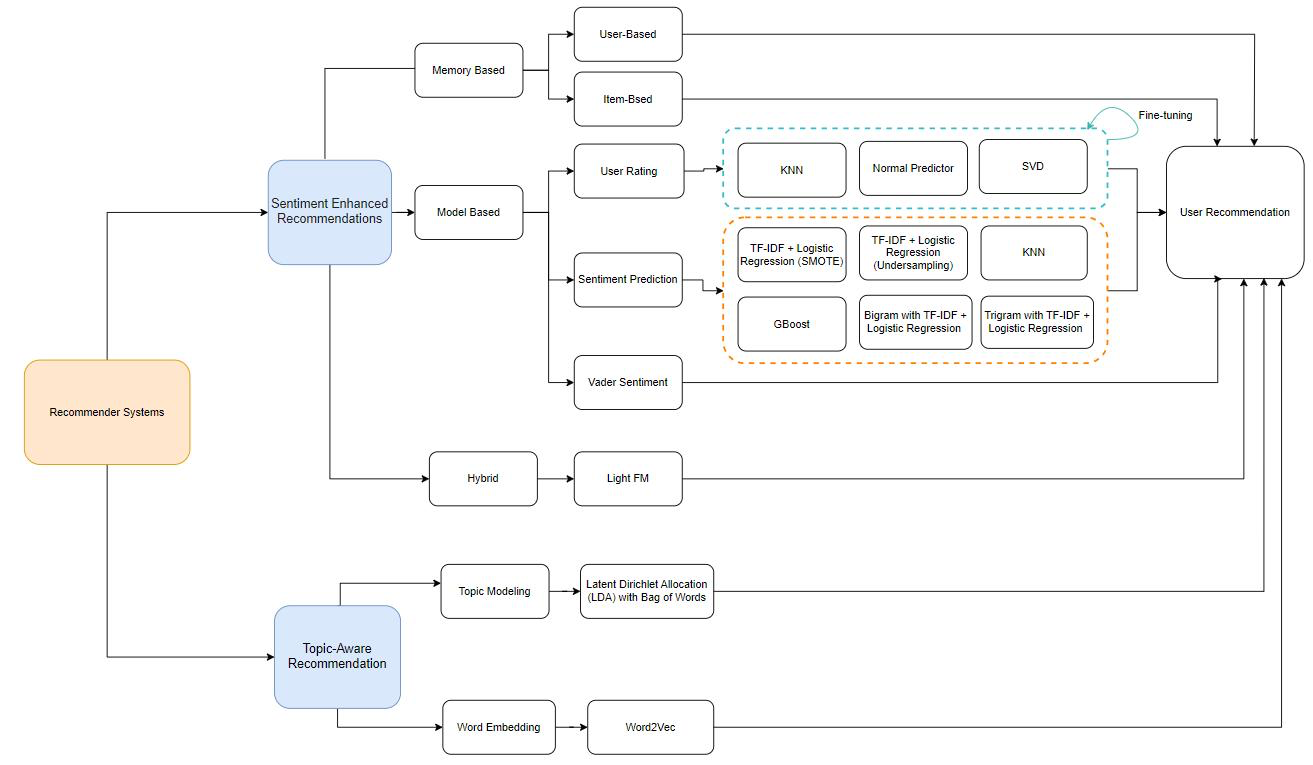 User-Based
Memory Based
Item-Bsed
Fine-tuning
User Rating
KNN
Normal Predictor
SVD
Sentiment Enhanced
Recommendations
Model Based
User Recommendation
TF-IDF + Logistic
Regression (SMOTE)
TF-IDF + Logistic
Regression
(Undersampling)
KNN
Sentiment Prediction
GBoost
Bigram with TF-IDF +
Logistic Regression
Trigram with TF-IDF +
Logistic Regression
Vader Sentiment
Recommender Systems
Hybrid
Light FM
Topic Modeling
Latent Dirichlet Allocation
(LDA) with Bag of Words
Topic-Aware
Recommendation
Word Embedding
Word2Vec